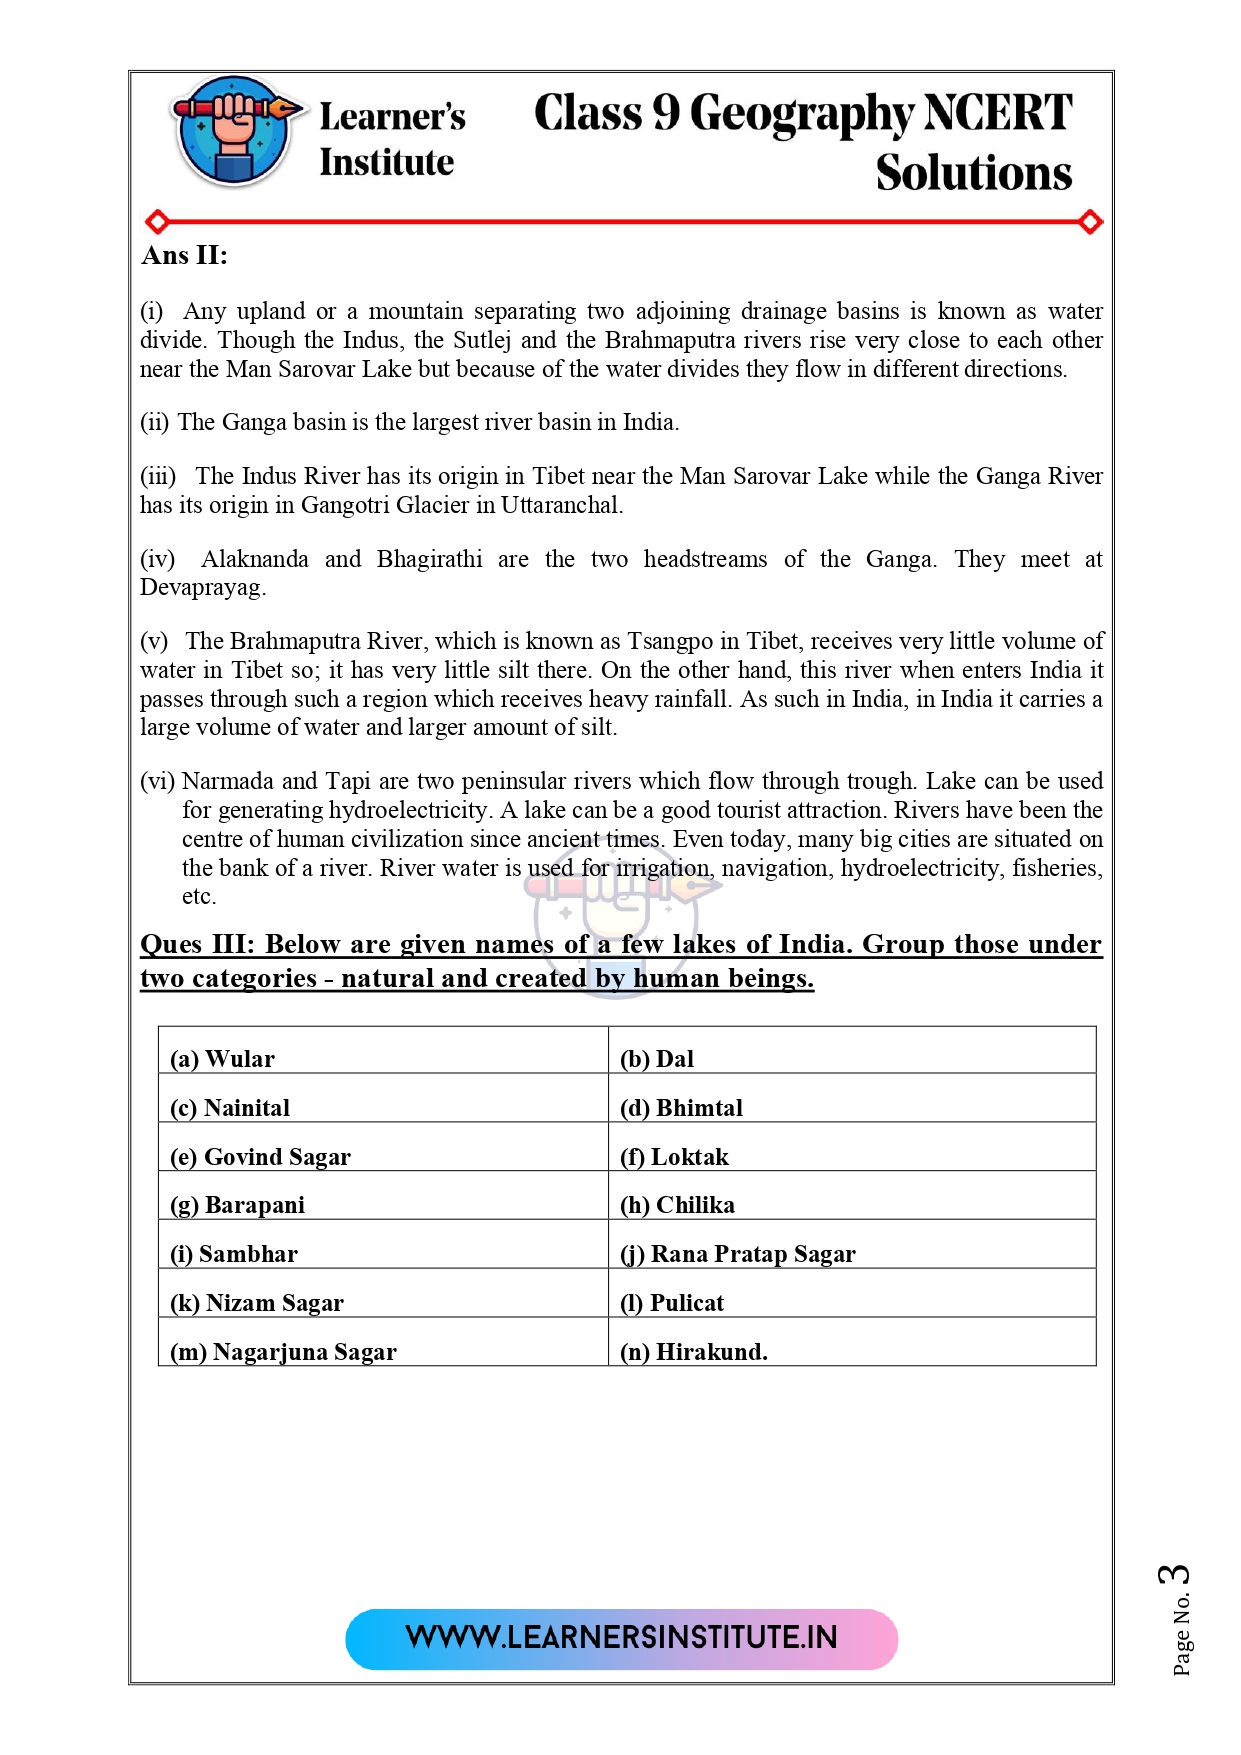 Learner's
Institute
Class 9 Geography NCERT
Solutions
Ans II:
(i) Any upland or a mountain separating two adjoining drainage basins is known as water
divide. Though the Indus, the Sutlej and the Brahmaputra rivers rise very close to each other
near the Man Sarovar Lake but because of the water divides they flow in different directions.
(ii) The Ganga basin is the largest river basin in India.
(iii) The Indus River has its origin in Tibet near the Man Sarovar Lake while the Ganga River
has its origin in Gangotri Glacier in Uttaranchal.
(iv) Alaknanda and Bhagirathi are the two headstreams of the Ganga. They meet at
Devaprayag.
(v) The Brahmaputra River, which is known as Tsangpo in Tibet, receives very little volume of
water in Tibet so; it has very little silt there. On the other hand, this river when enters India it
passes through such a region which receives heavy rainfall. As such in India, in India it carries a
large volume of water and larger amount of silt.
(vi) Narmada and Tapi are two peninsular rivers which flow through trough. Lake can be used
for generating hydroelectricity. A lake can be a good tourist attraction. Rivers have been the
centre of human civilization since ancient times. Even today, many big cities are situated on
the bank of a river. River water is used for irrigation, navigation, hydroelectricity, fisheries,
etc.
Ques III: Below are given names of a few lakes of India. Group those under
two categories - natural and created by human beings.
(a) Wular
(b) Dal
(c) Nainital
(d) Bhimtal
(e) Govind Sagar
(f) Loktak
(g) Barapani
(h) Chilika
(i) Sambhar
(j) Rana Pratap Sagar
(k) Nizam Sagar
(l) Pulicat
(m) Nagarjuna Sagar
(n) Hirakund.
WWW.LEARNERSINSTITUTE.IN
Page No. 3